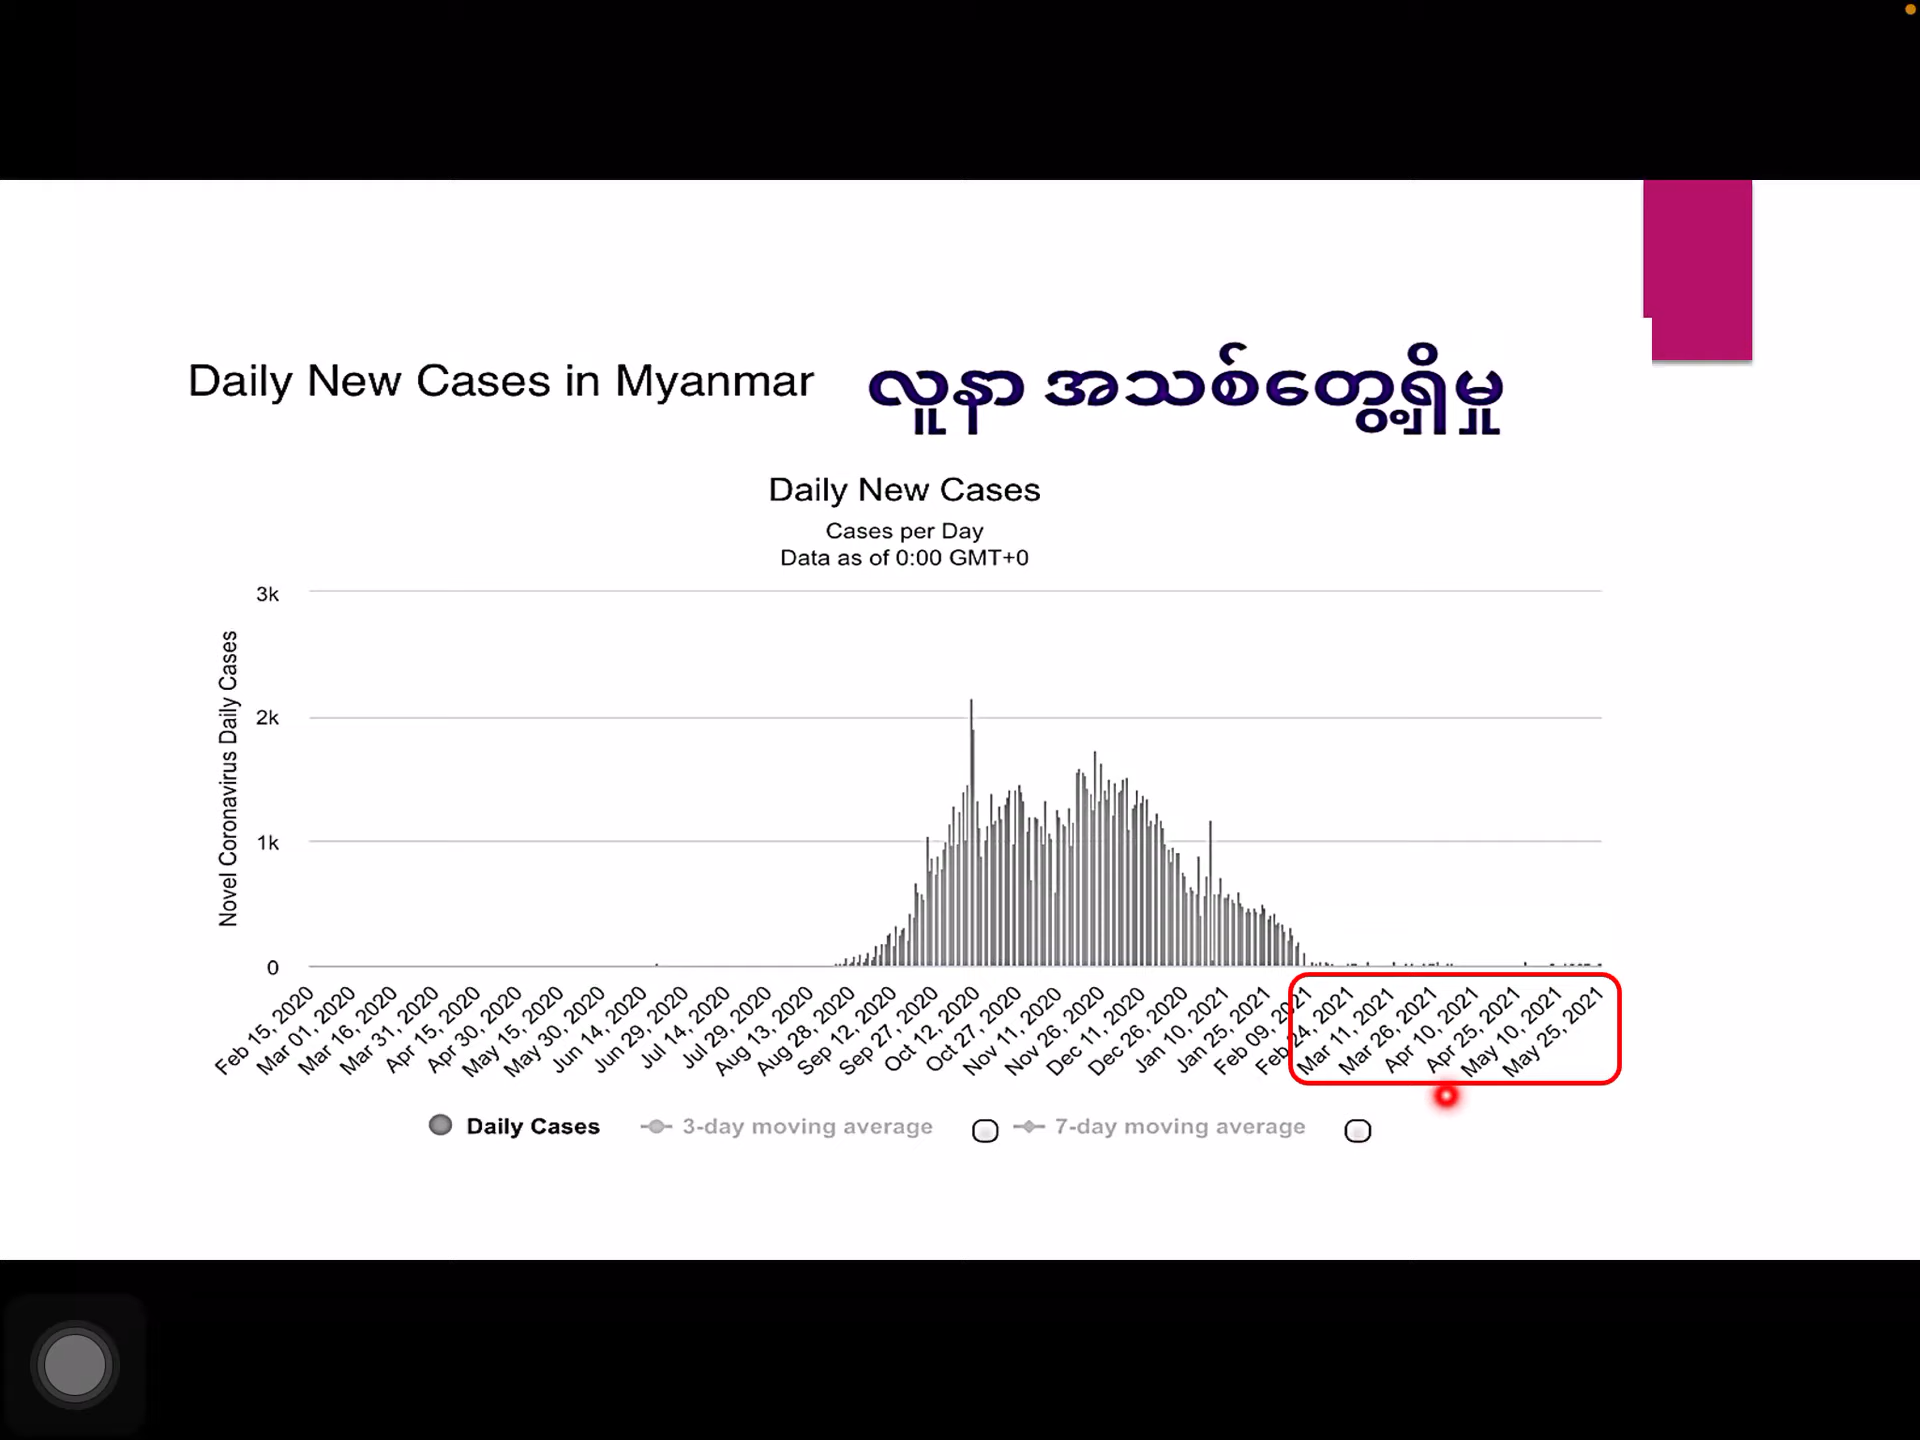 Daily New Cases in Myanmar လူနာ အသစ်တွေ့ရှိမှု
Daily New Cases
Cases per Day
Data as of 0:00 GMT+0
Novel Coronavirus Daily Cases
3k
2k
1k
0
Feb 15, 2020
Mar 01, 2020
Mar 16, 2020
Mar 31, 2020
Apr 15, 2020
Apr 30, 2020
May 15, 2020
May 30, 2020
Jun 14, 2020
Jun 29, 2020
Jul 14, 2020
Jul 29, 2020
Aug 13, 2020
Aug 28, 2020
Sep 12, 2020
Sep 27, 2020
Oct 12, 2020
Oct 27, 2020
Nov 11, 2020
Nov 26, 2020
Dec 11, 2020
Dec 26, 2020
Jan 10, 2021
Jan 25, 2021
Feb 09, 2021
Feb 24, 2021
Mar 11, 2021
Mar 26, 2021
Apr 10, 2021
Apr 25, 2021
May 10, 2021
May 25, 2021
Daily Cases 3-day moving average 7-day moving average